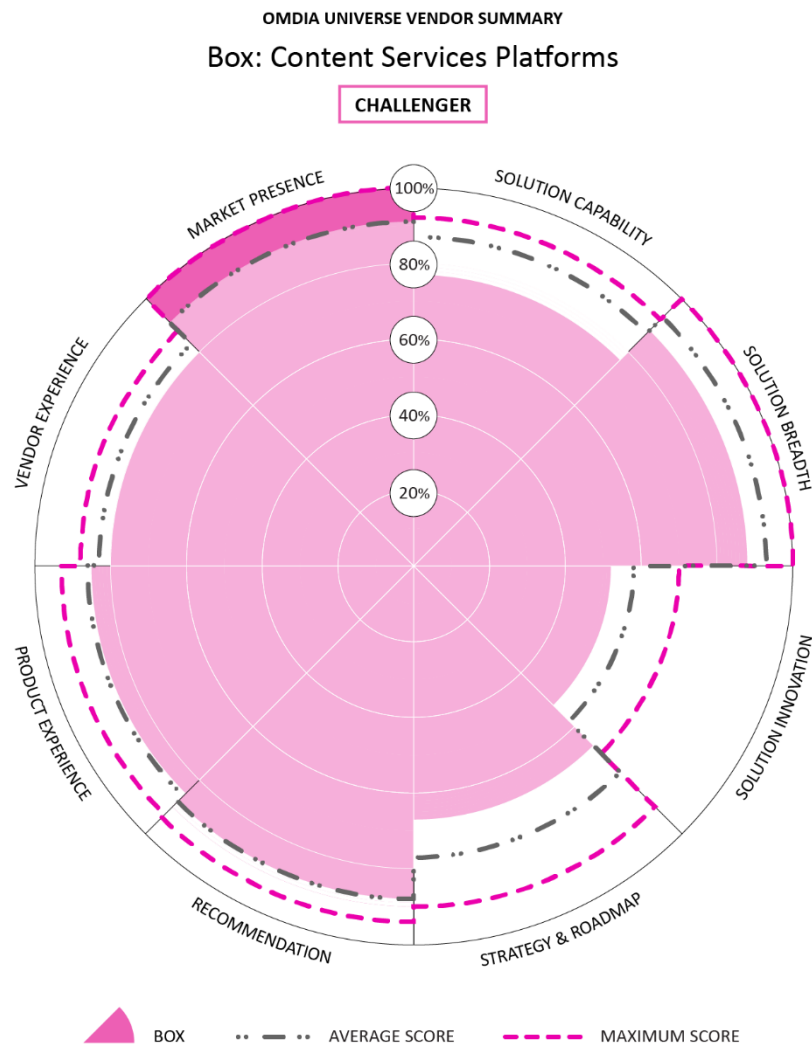 OMDIA UNIVERSE VENDOR SUMMARY
Box: Content Services Platforms
CHALLENGER
MARKET PRESENCE
100%
SOLUTION CAPABILITY
80%
60%
VENDOR EXPERIENCE
SOLUTION BREADTH
40%
20%
PRODUCT EXPERIENCE
SOLUTION INNOVATION
RECOMMENDATION
STRATEGY & ROADMAP
BOX
AVERAGE SCORE
MAXIMUM SCORE